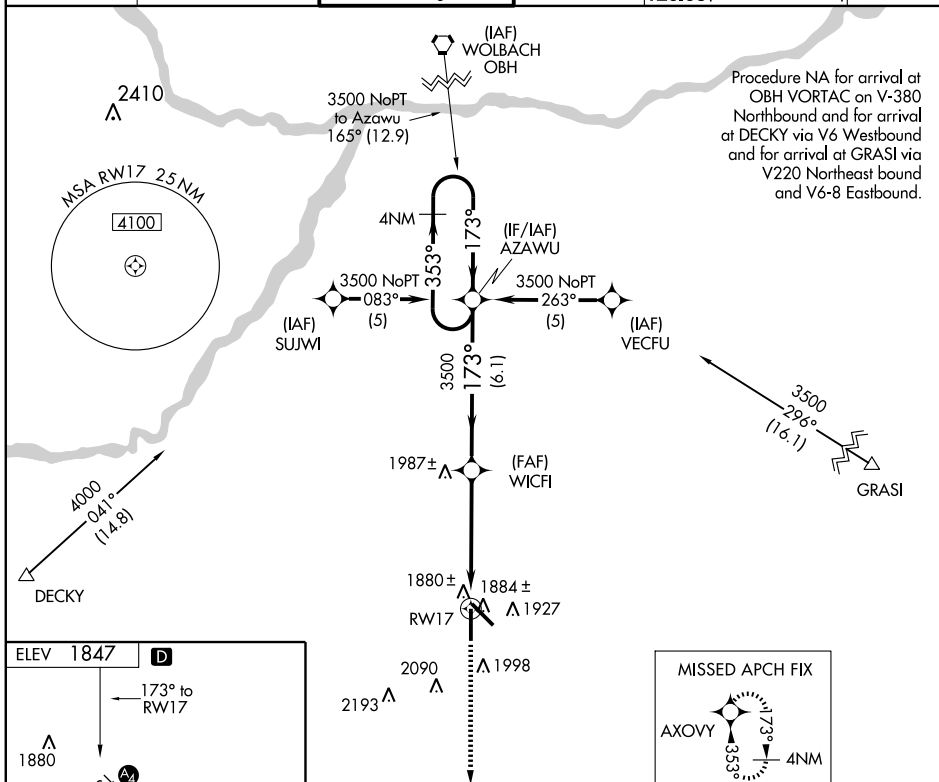 (IAF)
WOLBACH
OBH
Procedure NA for arrival at
OBH VORTAC on V-380
Northbound and for arrival
at DECKY via V6 Westbound
and for arrival at GRASI via
V220 Northeast bound
and V6-8 Eastbound.
2410
3500 NoPT
to Azawu
165° (12.9)
MSA RW17 25 NM
4100
4NM
353°
173°
(IF/IAF)
AZAWU
3500 NoPT
083°
(5)
(IAF)
SUJWI
3500 NoPT
263°
(5)
(IAF)
VECFU
3500
173°
(6.1)
3500
296°
(16.1)
GRASI
1987±
(FAF)
WICFI
4000
041°
(14.8)
DECKY
1880±
1884±
1927
RW17
1998
2090
2193
ELEV 1847
D
173° to
RW17
1880
A4
MISSED APCH FIX
AXOVY
173°
353°
4NM